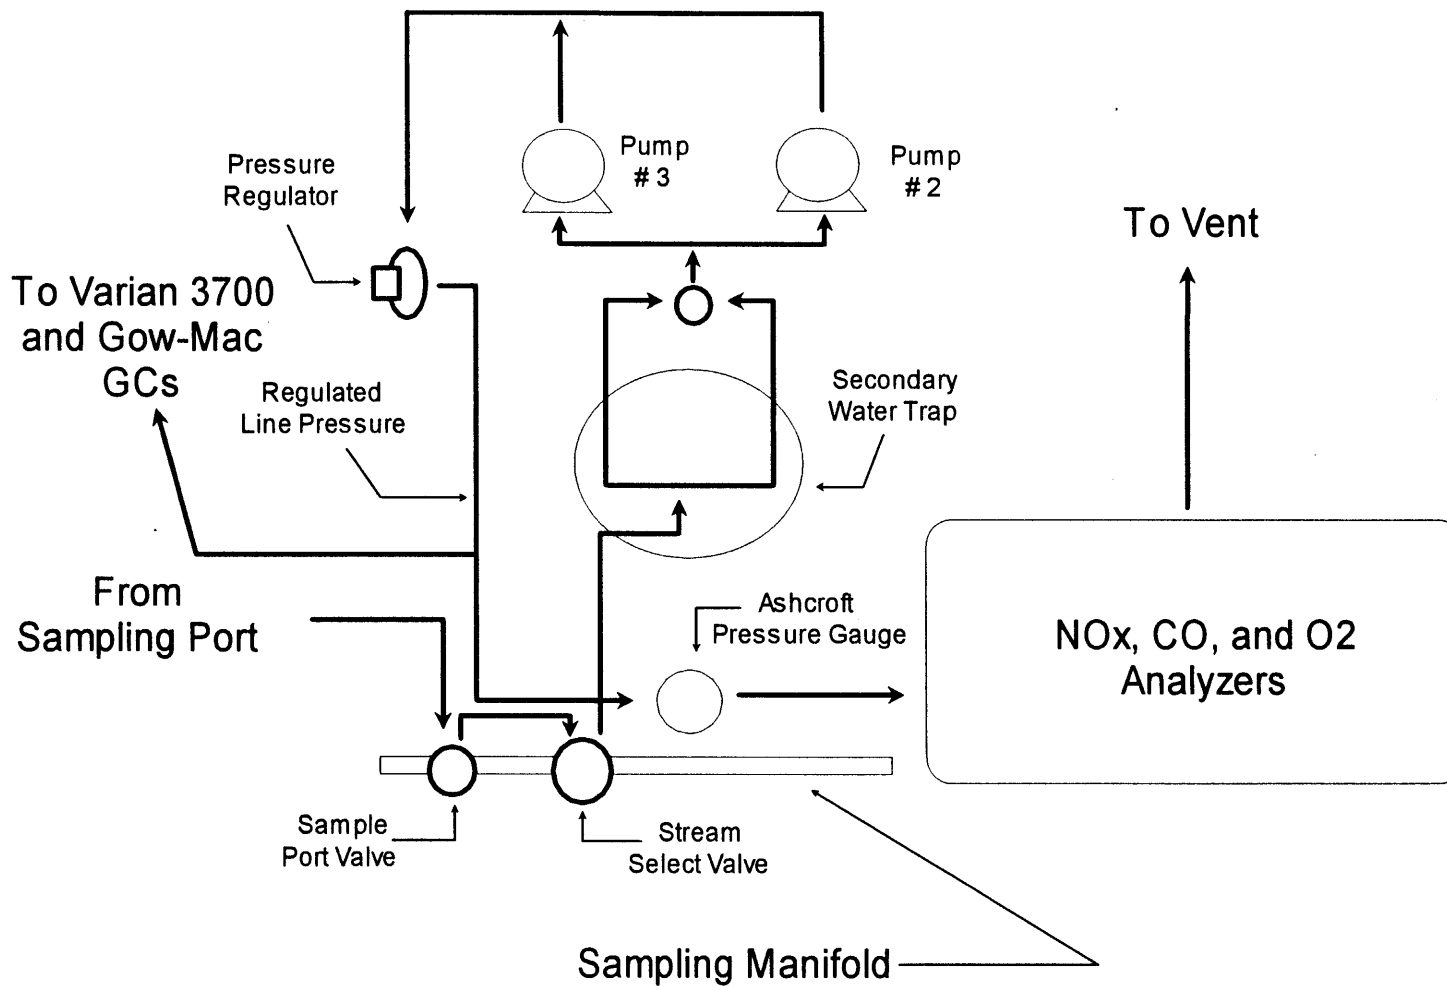 Pump
# 3
Pump
# 2
Pressure
Regulator
To Vent
To Varian 3700
and Gow-Mac
GCs
Regulated
Line Pressure
Secondary
Water Trap
From
Sampling Port
Ashcroft
Pressure Gauge
NOx, CO, and O2
Analyzers
Sample
Port Valve
Stream
Select Valve
Sampling Manifold